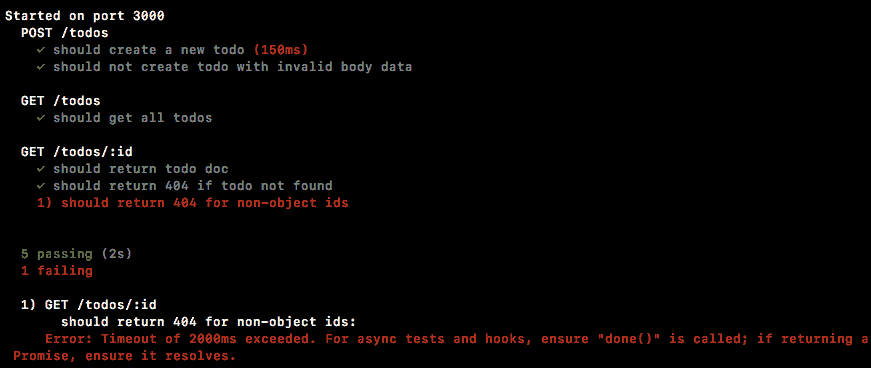 Started on port 3000
POST /todos
✓ should create a new todo (150ms)
✓ should not create todo with invalid body data
GET /todos
✓ should get all todos
GET /todos/:id
✓ should return todo doc
✓ should return 404 if todo not found
1) should return 404 for non-object ids
5 passing (2s)
1 failing
1) GET /todos/:id
should return 404 for non-object ids:
Error: Timeout of 2000ms exceeded. For async tests and hooks, ensure "done()" is called; if returning a
Promise, ensure it resolves.